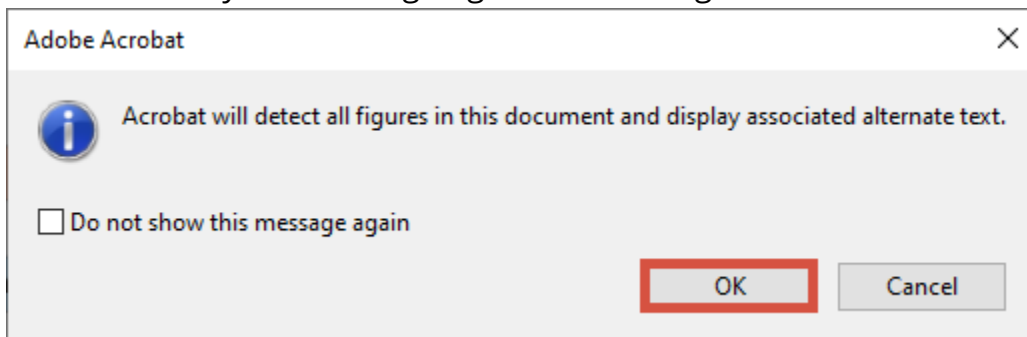 Adobe Acrobat
Acrobat will detect all figures in this document and display associated alternate text.
Do not show this message again
OK
Cancel